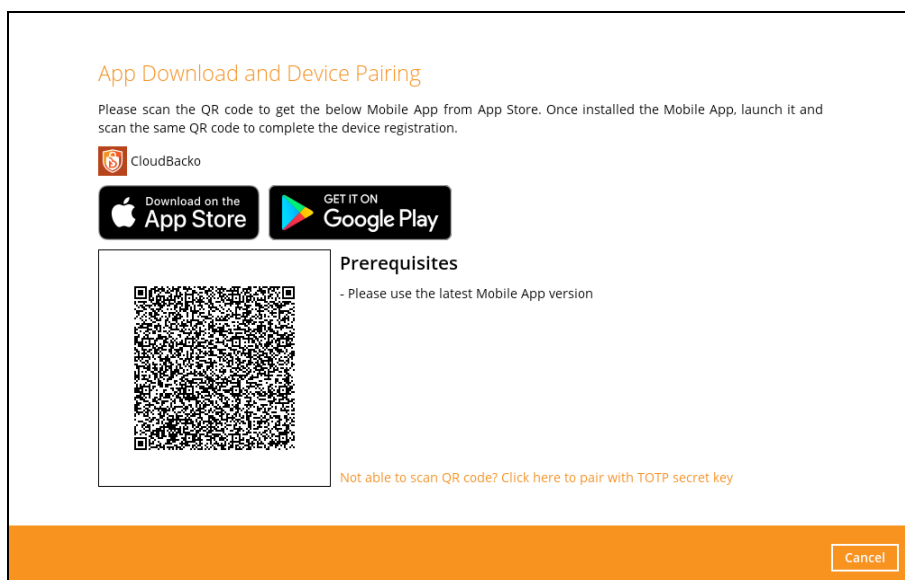 App Download and Device Pairing
Please scan the QR code to get the below Mobile App from App Store. Once installed the Mobile App, launch it and
scan the same QR code to complete the device registration.
CloudBacko
Download on the
App Store
GET IT ON
Google Play
Prerequisites
- Please use the latest Mobile App version
Not able to scan QR code? Click here to pair with TOTP secret key
Cancel